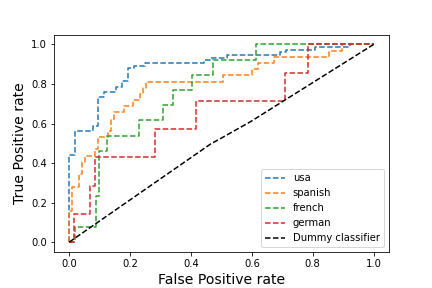 1.0
0.8
0.6
0.4
0.2
0.0
True Positive rate
0.0 0.2 0.4 0.6 0.8 1.0
False Positive rate
usa
spanish
french
german
Dummy classifier